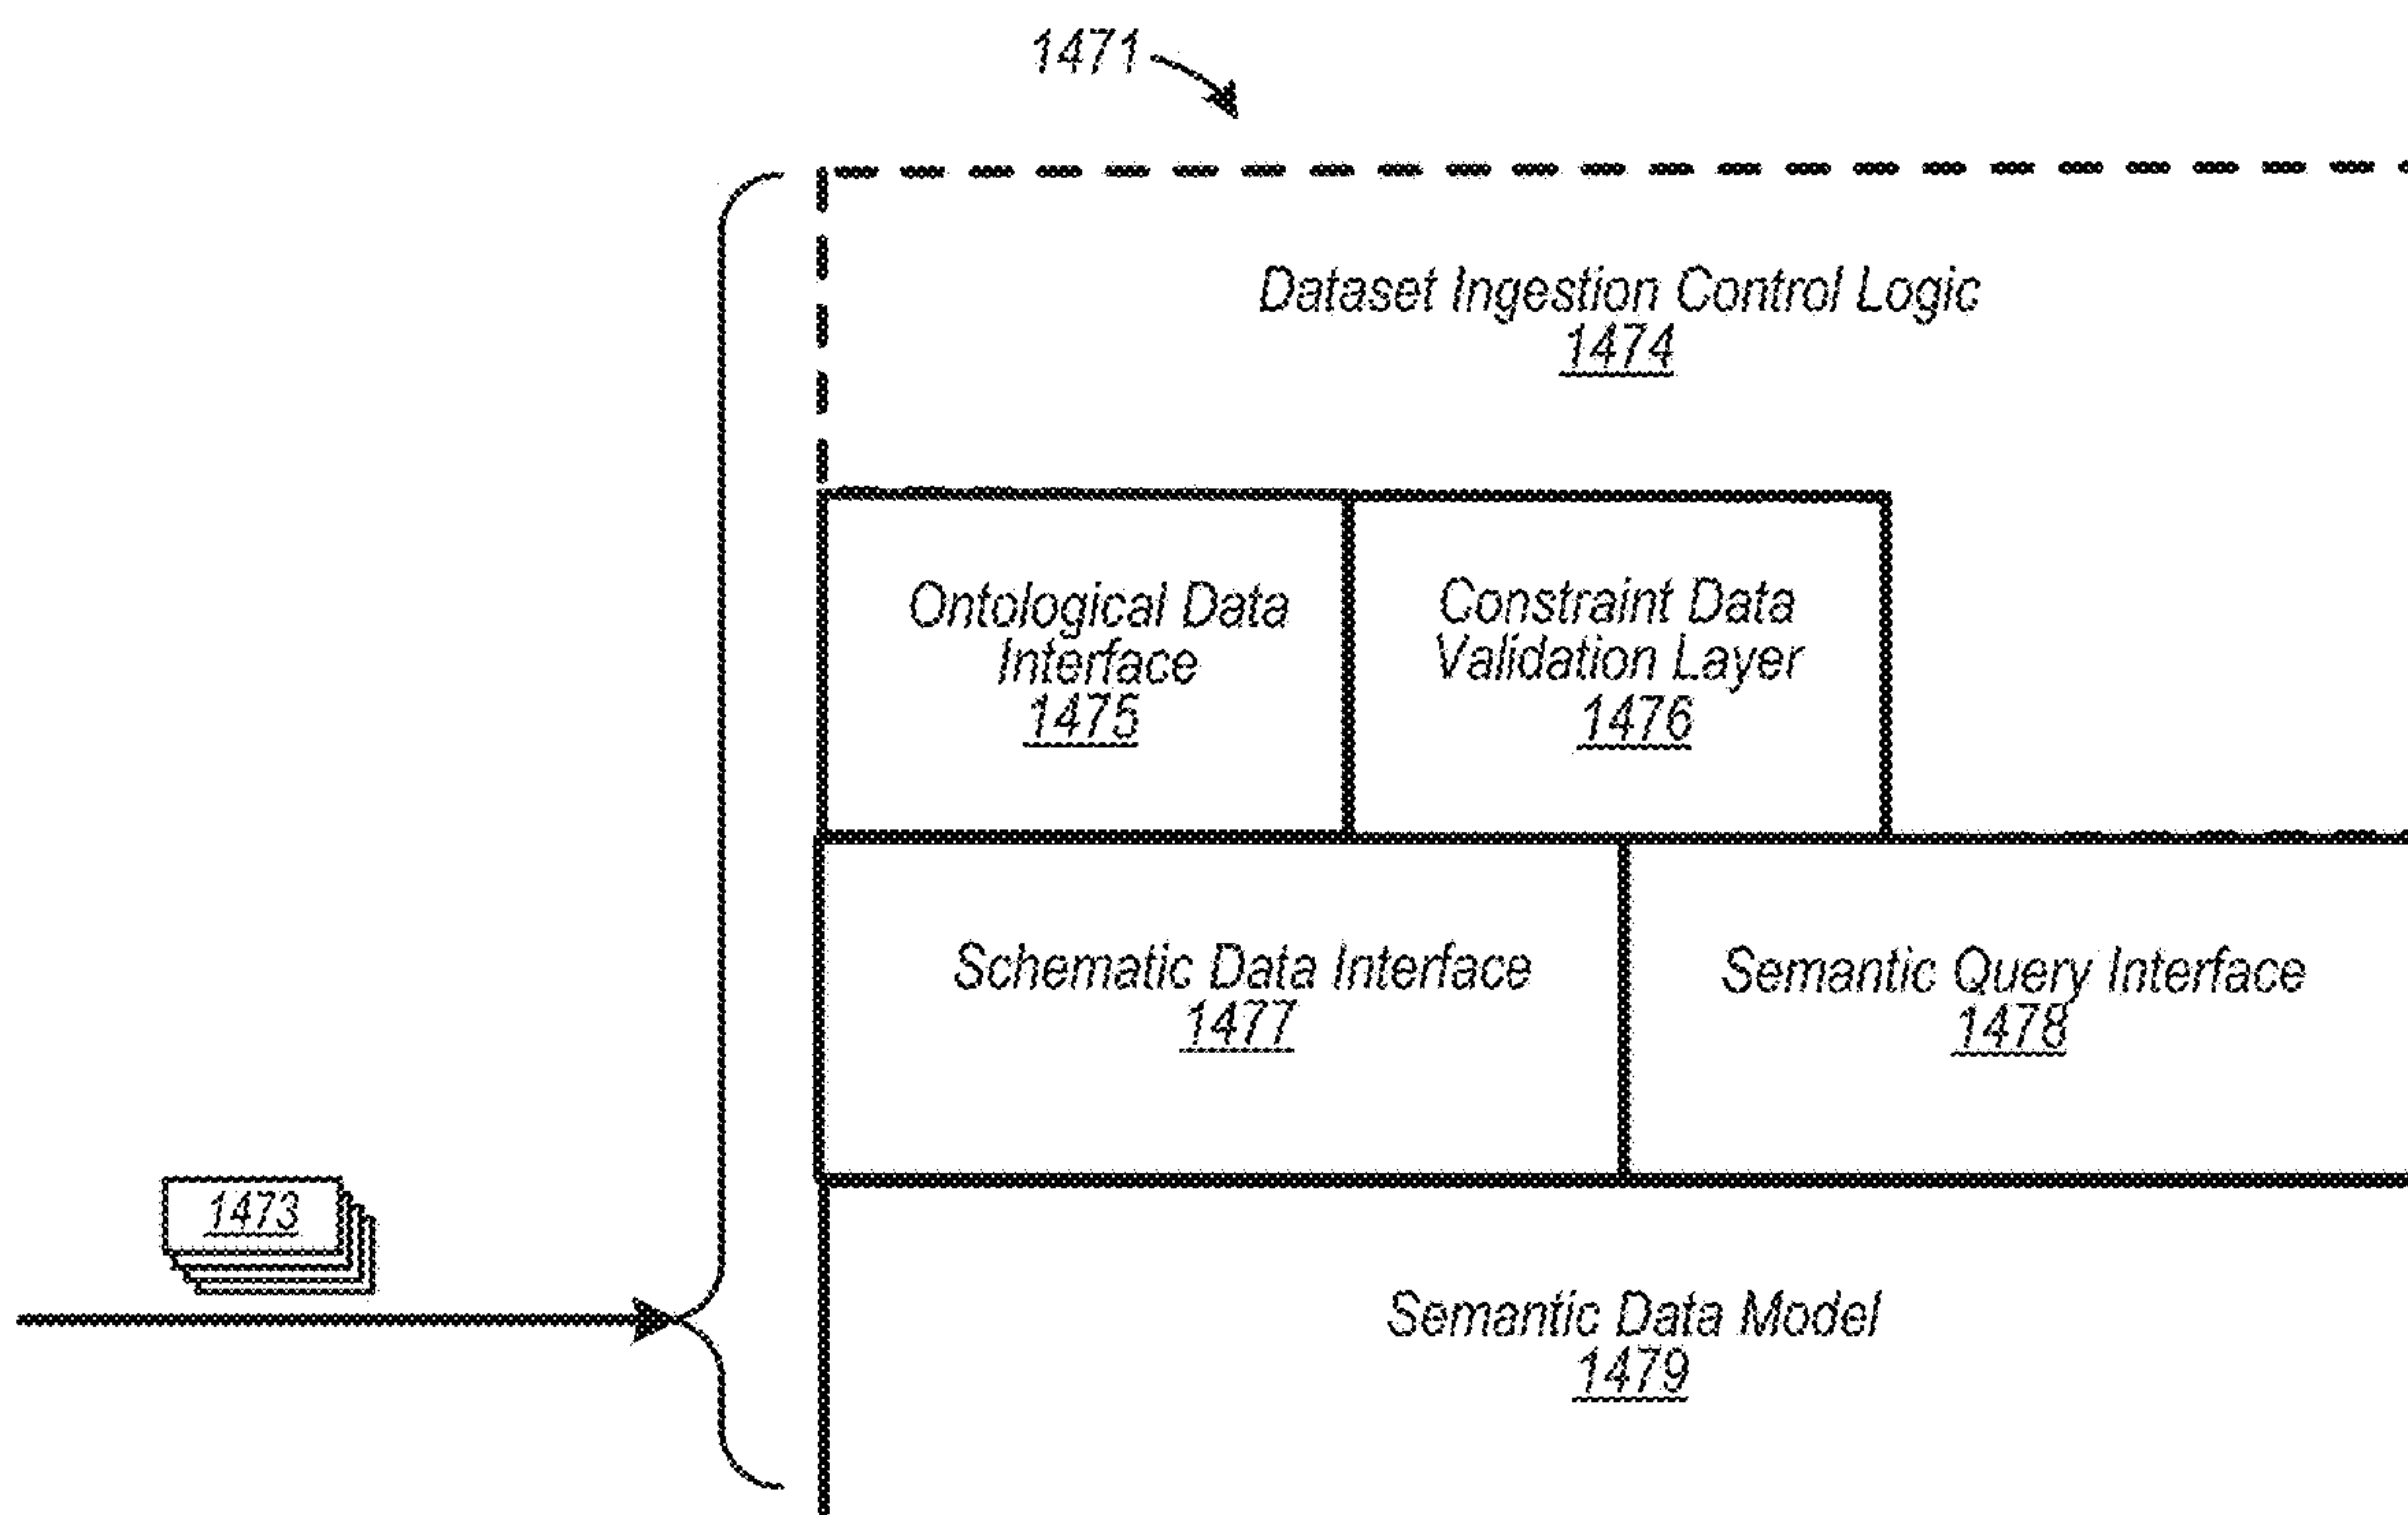 1471
Dataset Ingestion Control Logic
1474
Ontological Data
Interface
1475
Constraint Data
Validation Layer
1476
Schematic Data Interface
1477
Semantic Query Interface
1478
1473
Semantic Data Model
1479